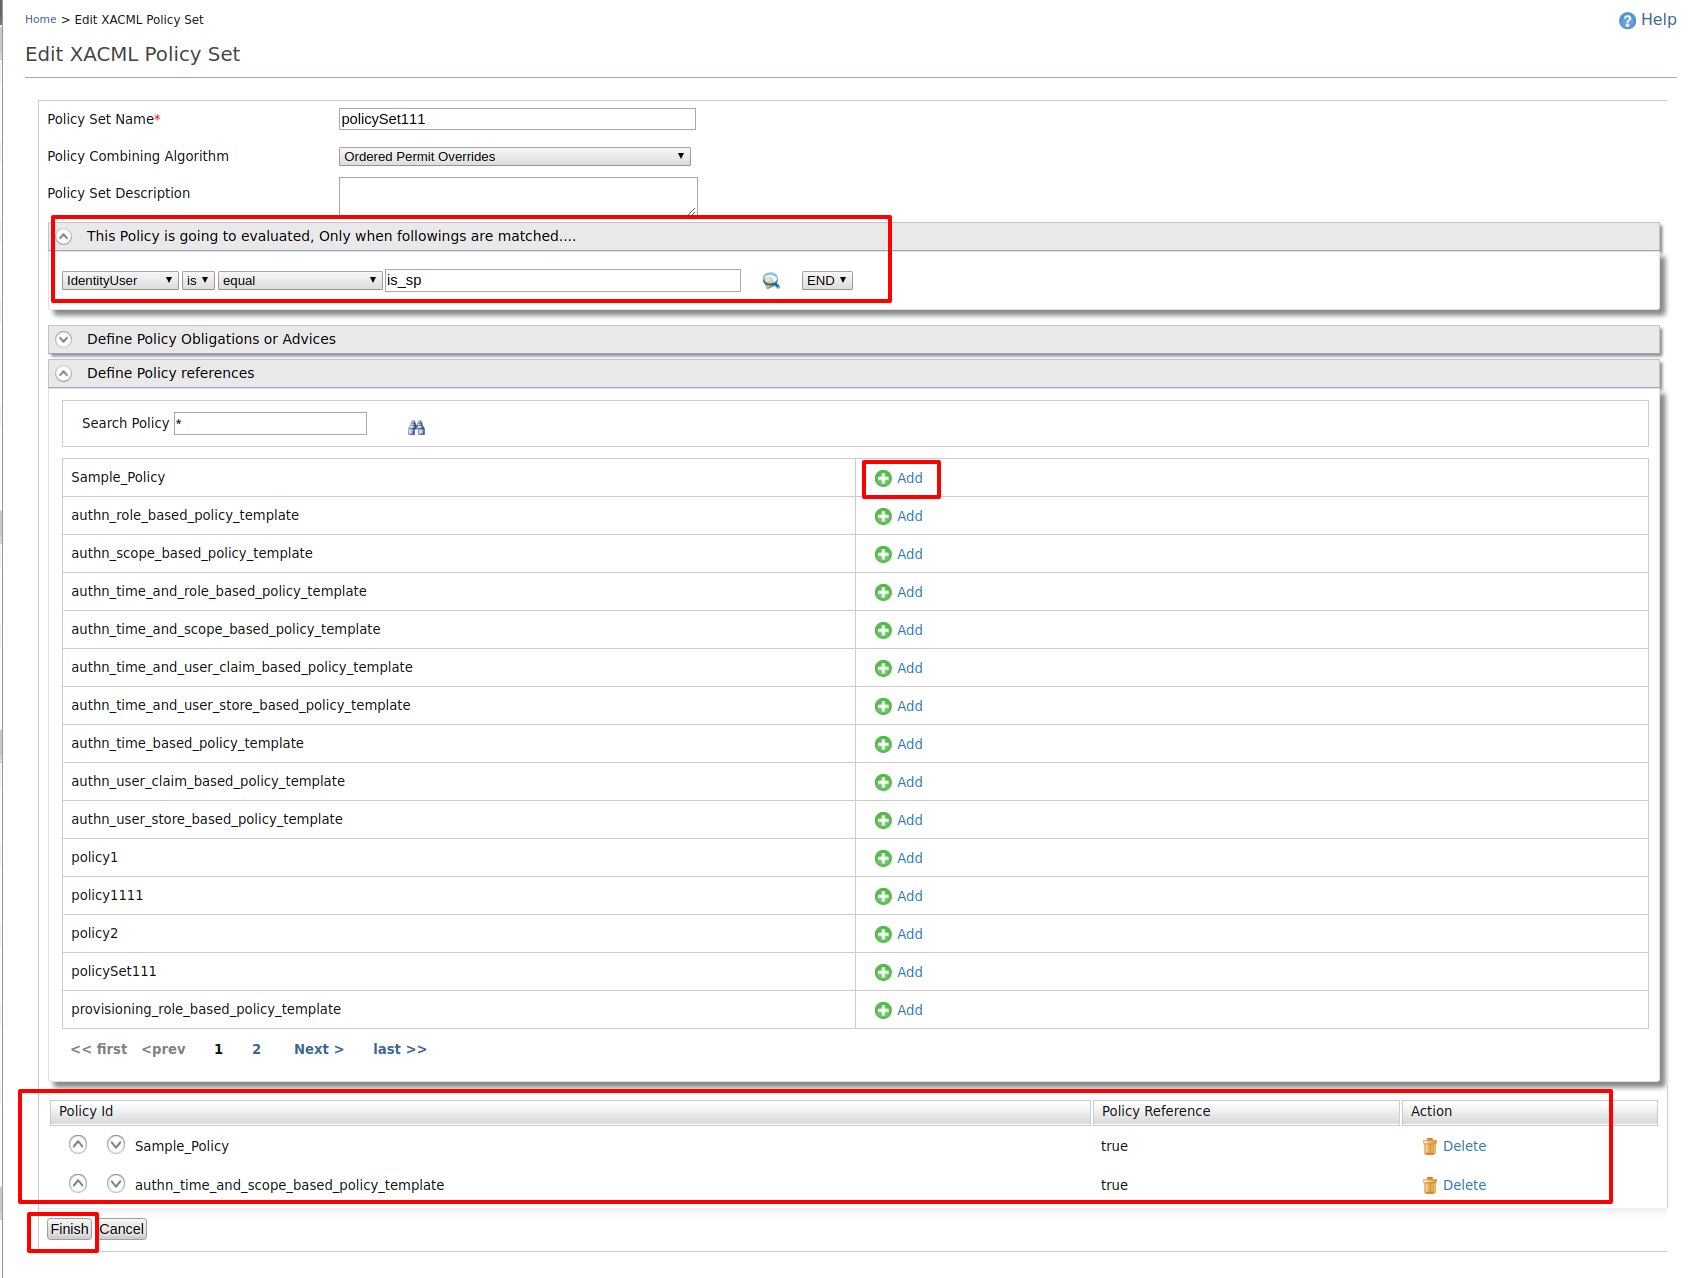 Home > Edit XACML Policy Set
Help
Edit XACML Policy Set
Policy Set Name* policySet111
Policy Combining Algorithm Ordered Permit Overrides
Policy Set Description
This Policy is going to evaluated, Only when followings are matched....
IdentityUser is equal is_sp END
Define Policy Obligations or Advices
Define Policy references
Search Policy *
Sample_Policy Add
authn_role_based_policy_template Add
authn_scope_based_policy_template Add
authn_time_and_role_based_policy_template Add
authn_time_and_scope_based_policy_template Add
authn_time_and_user_claim_based_policy_template Add
authn_time_and_user_store_based_policy_template Add
authn_time_based_policy_template Add
authn_user_claim_based_policy_template Add
authn_user_store_based_policy_template Add
policy1 Add
policy1111 Add
policy2 Add
policySet111 Add
provisioning_role_based_policy_template Add
<< first <prev 1 2 Next > last >>
Policy Id Policy Reference Action
Sample_Policy true Delete
authn_time_and_scope_based_policy_template true Delete
Finish Cancel